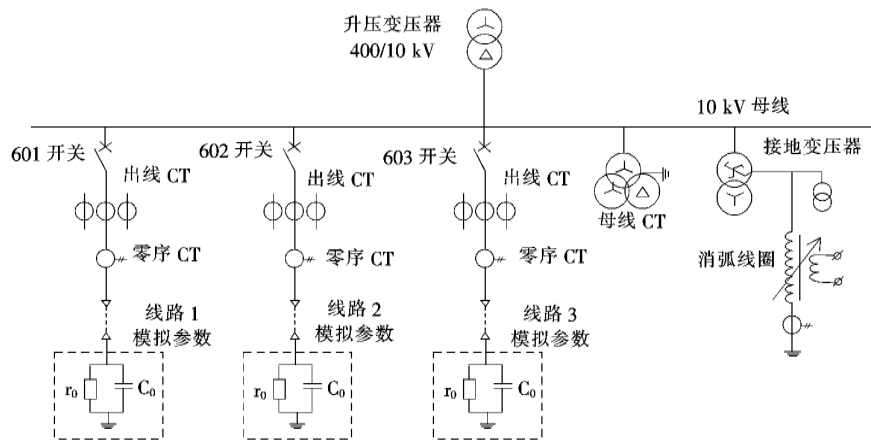 升压变压器
400/10 kV
10 kV 母线
601 开关
602 开关
603 开关
接地变压器
出线 CT
出线 CT
出线 CT
母线 CT
零序 CT
零序 CT
零序 CT
消弧线圈
线路 1
模拟参数
线路 2
模拟参数
线路 3
模拟参数
r₀
C₀
r₀
C₀
r₀
C₀